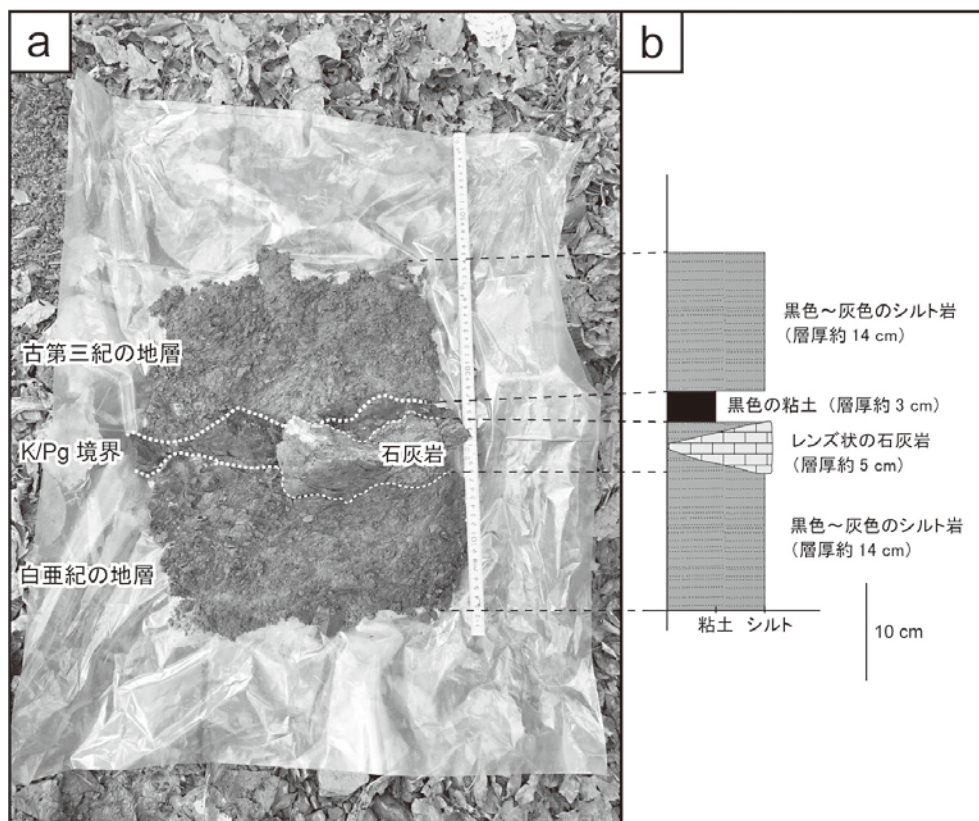 a
古第三紀の地層
K/Pg 境界
石灰岩
白亜紀の地層
b
黒色～灰色のシルト岩
(層厚約 14 cm)
黒色の粘土 (層厚約 3 cm)
レンズ状の石灰岩
(層厚約 5 cm)
黒色～灰色のシルト岩
(層厚約 14 cm)
粘土 シルト
10 cm